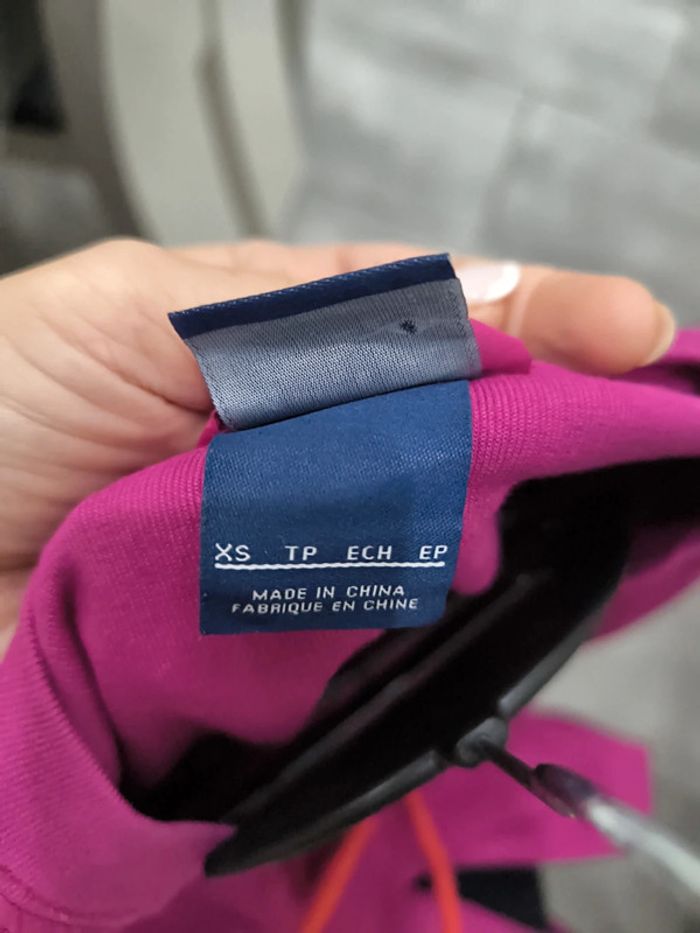 XS TP ECH EP
MADE IN CHINA
FABRIQUE EN CHINE